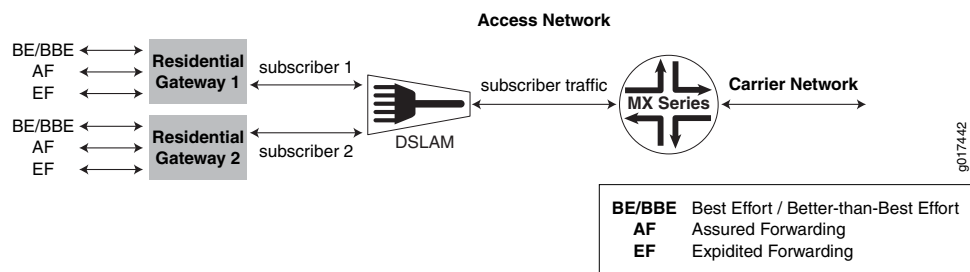 Access Network
BE/BBE
AF
EF
Residential
Gateway 1
subscriber 1
BE/BBE
AF
EF
Residential
Gateway 2
subscriber 2
DSLAM
subscriber traffic
MX Series
Carrier Network
g017442
BE/BBE Best Effort / Better-than-Best Effort
AF Assured Forwarding
EF Expidited Forwarding